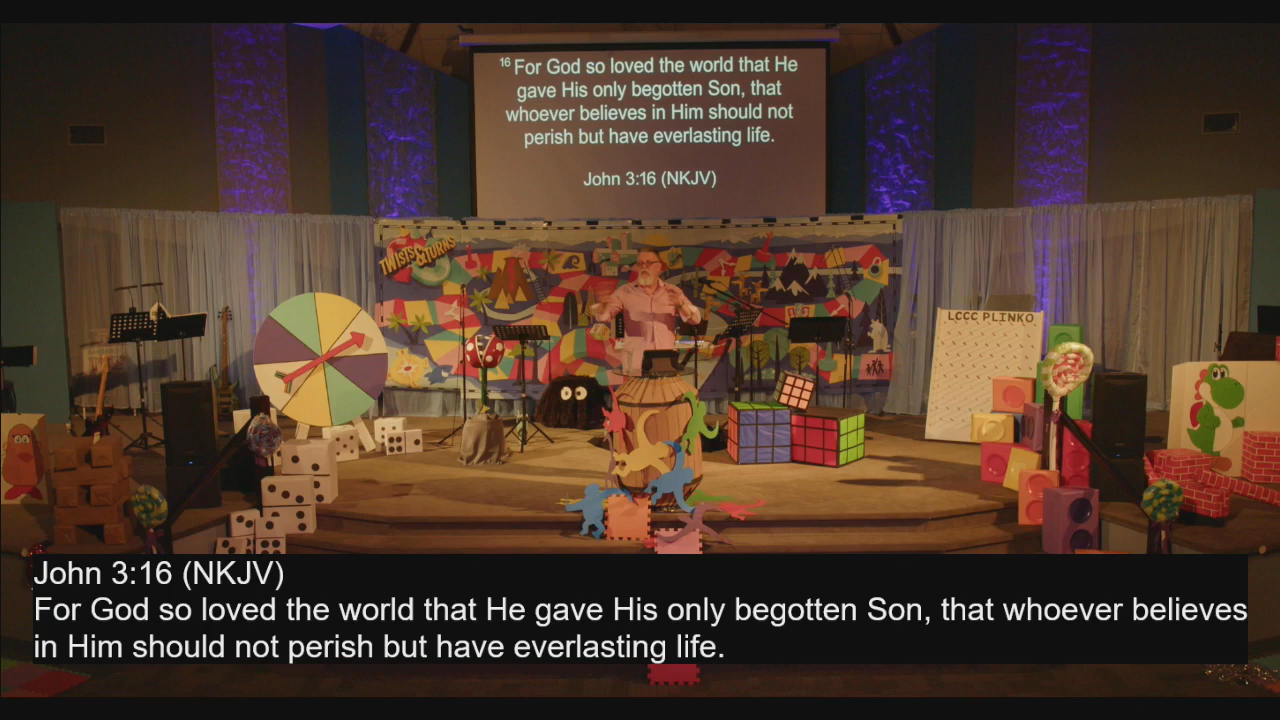 16 For God so loved the world that He
gave His only begotten Son, that
whoever believes in Him should not
perish but have everlasting life.
John 3:16 (NKJV)
TWISTS & TURNS
LCCC PLINKO
John 3:16 (NKJV)
For God so loved the world that He gave His only begotten Son, that whoever believes
in Him should not perish but have everlasting life.